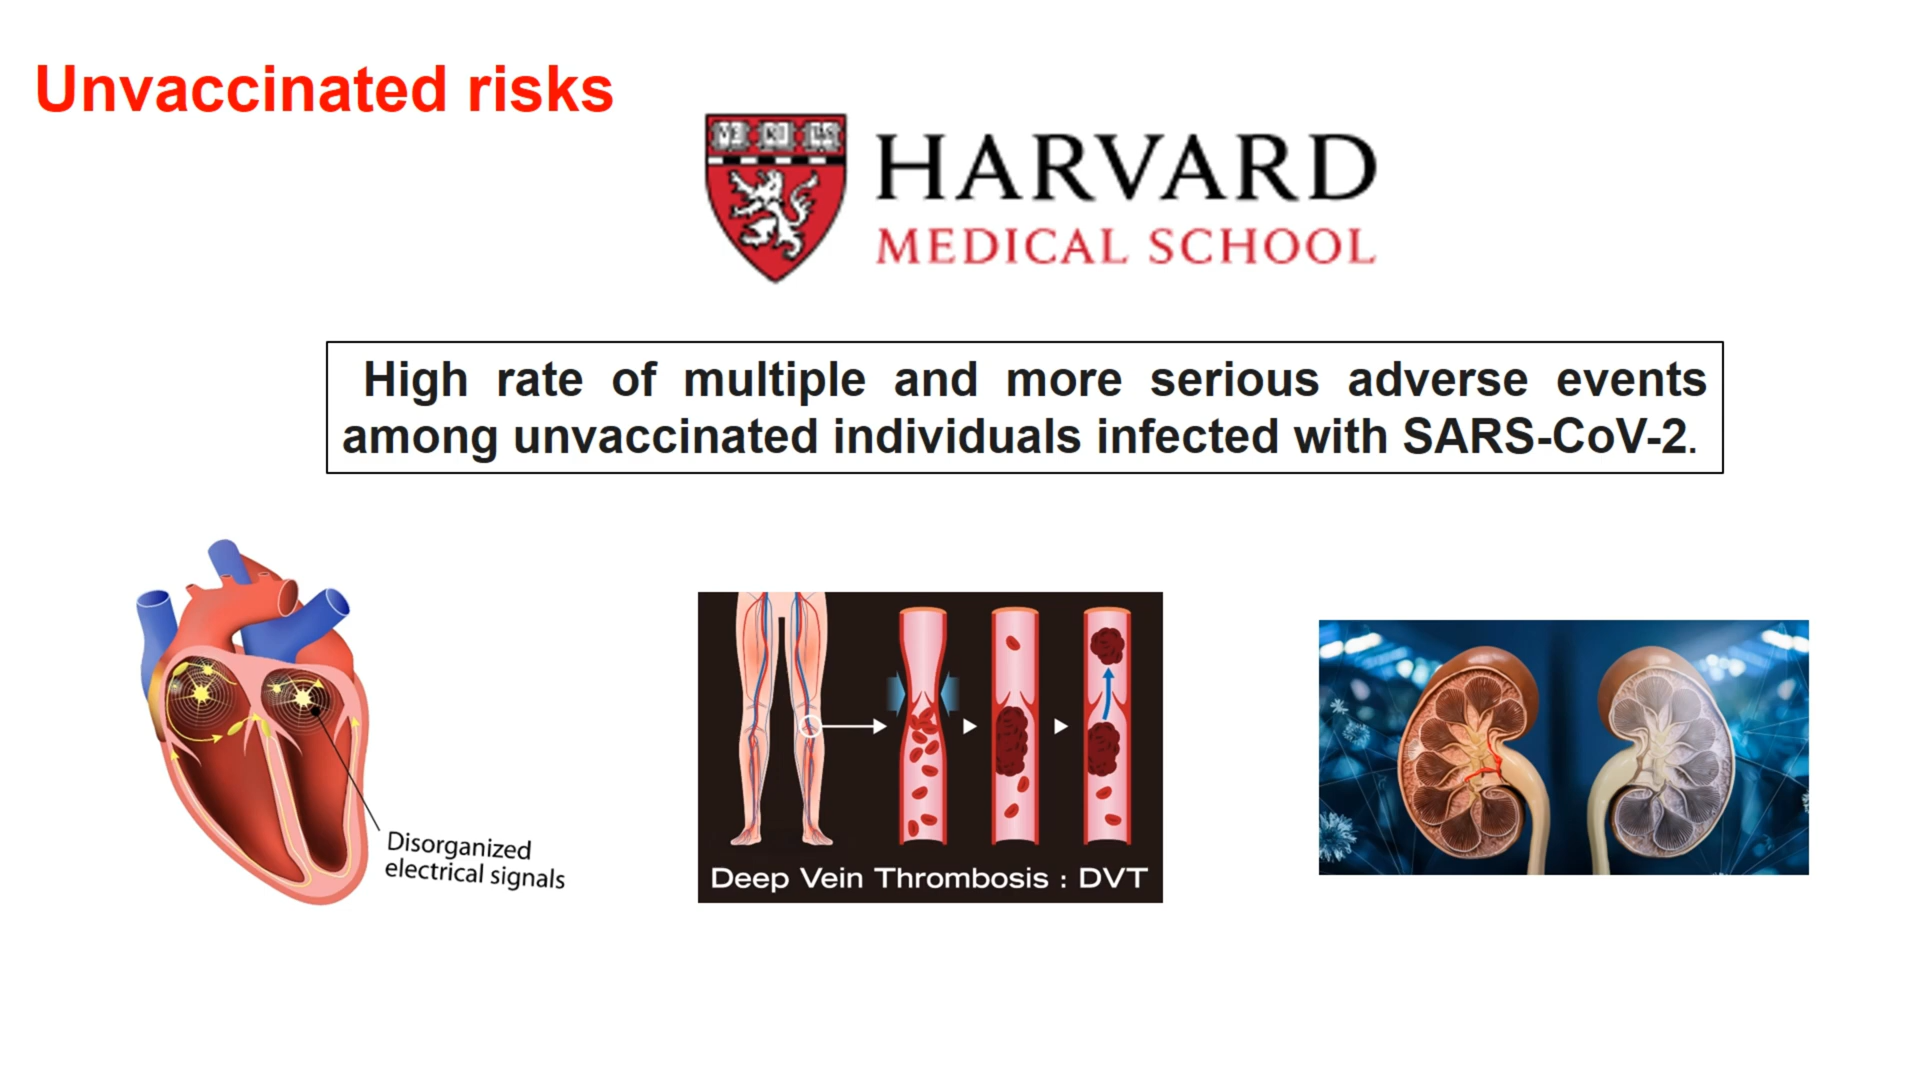 Unvaccinated risks
HARVARD
MEDICAL SCHOOL
High rate of multiple and more serious adverse events
among unvaccinated individuals infected with SARS-CoV-2.
Disorganized
electrical signals
Deep Vein Thrombosis : DVT